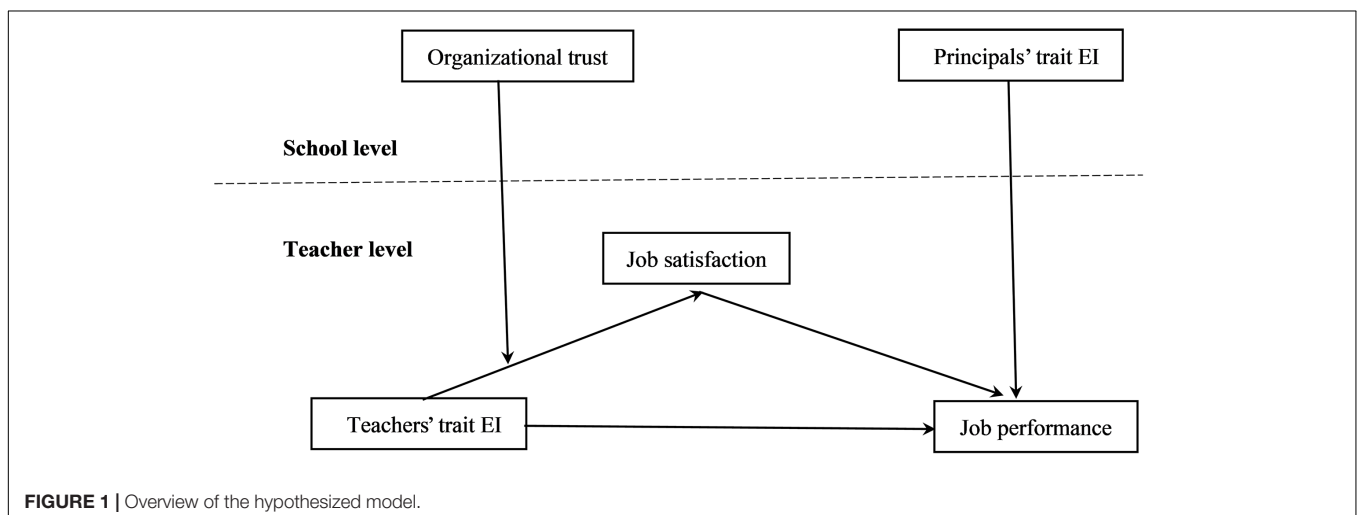 Organizational trust
Principals’ trait EI
School level
Teacher level
Job satisfaction
Teachers’ trait EI
Job performance
FIGURE 1 | Overview of the hypothesized model.